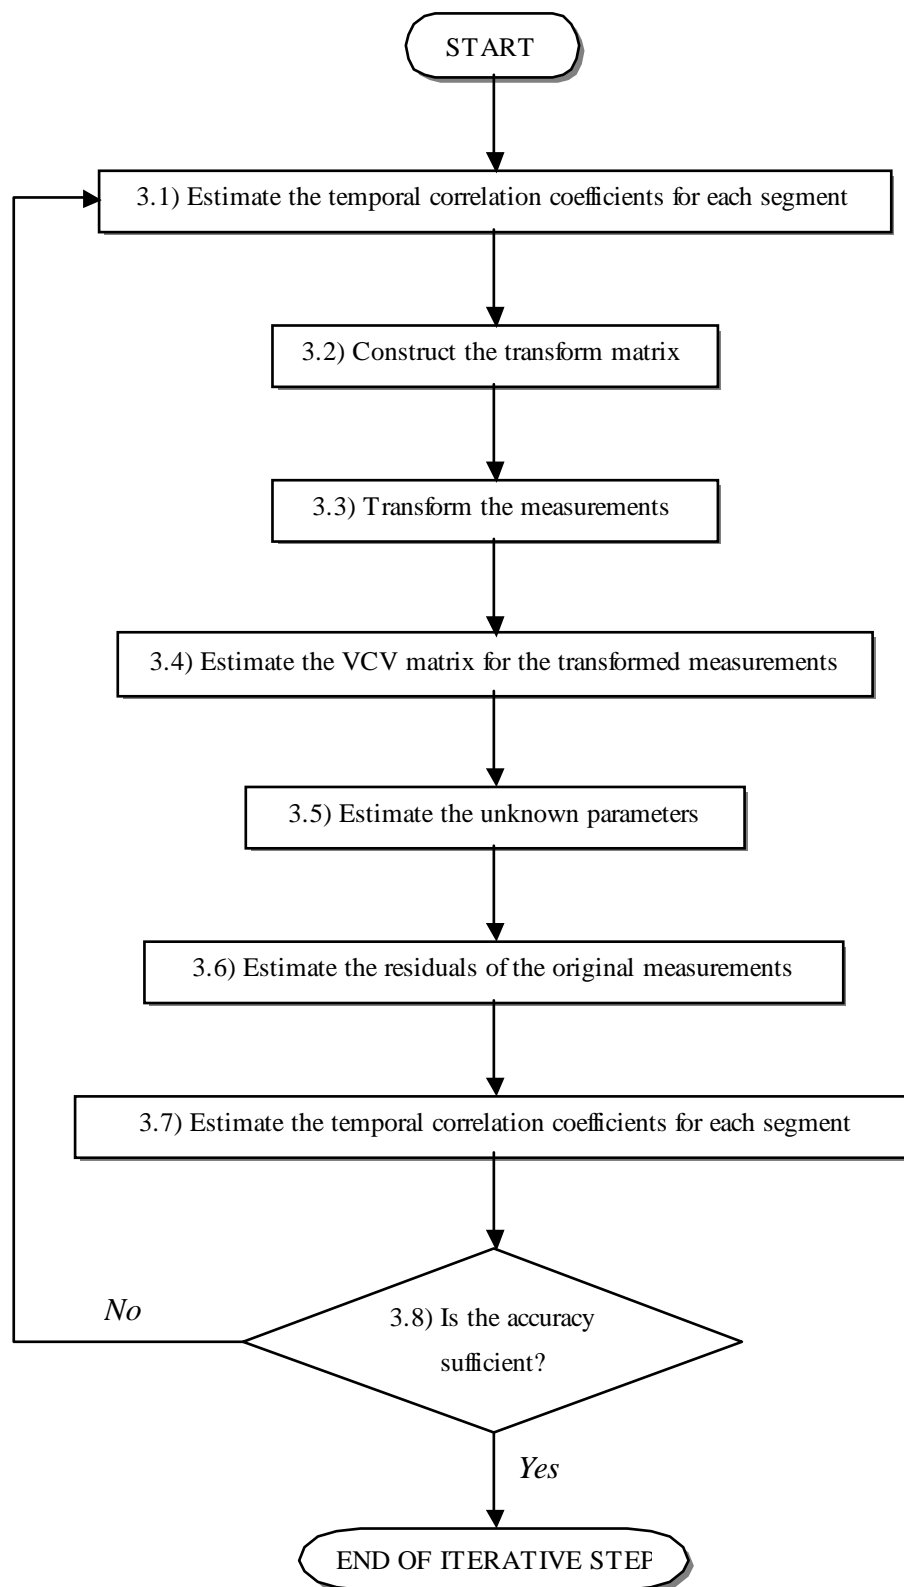 START
3.1) Estimate the temporal correlation coefficients for each segment
3.2) Construct the transform matrix
3.3) Transform the measurements
3.4) Estimate the VCV matrix for the transformed measurements
3.5) Estimate the unknown parameters
3.6) Estimate the residuals of the original measurements
3.7) Estimate the temporal correlation coefficients for each segment
3.8) Is the accuracy
sufficient?
No
Yes
END OF ITERATIVE STEP